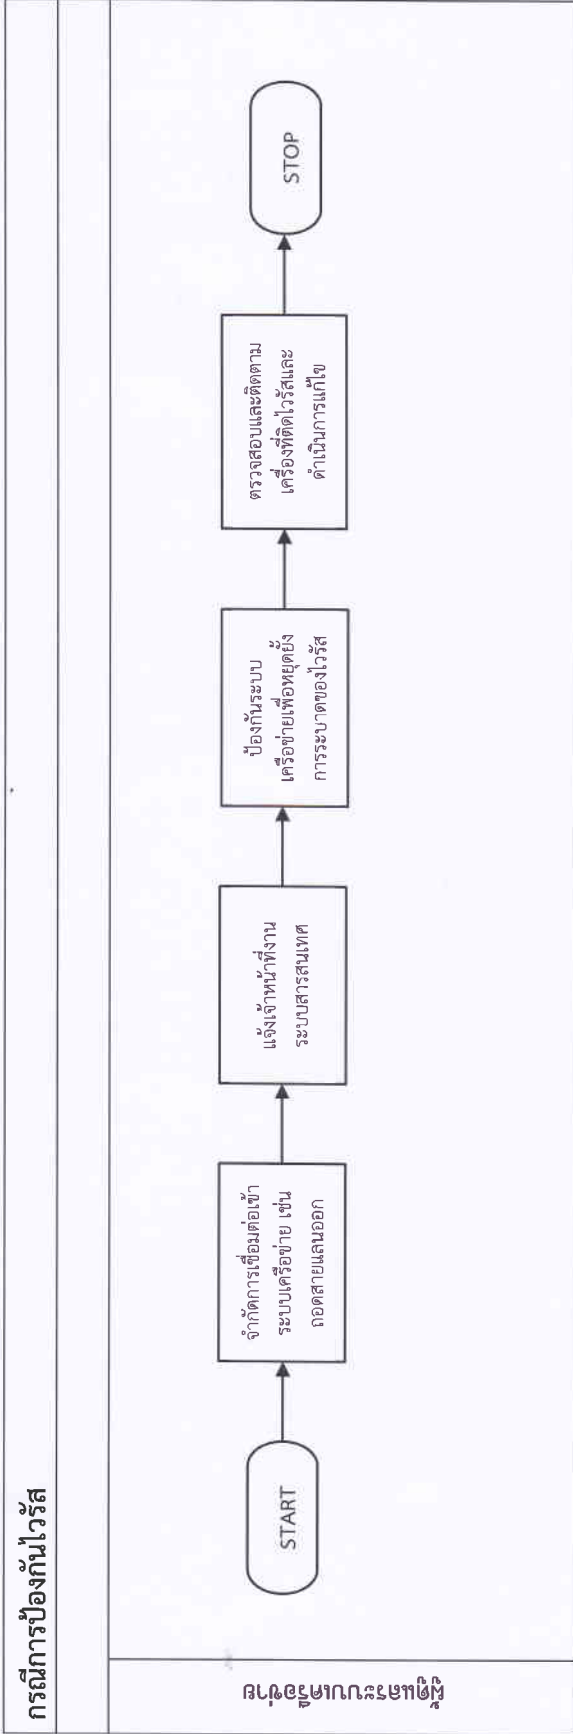 กรณีการป้องกันไวรัส
ผู้ดูแลระบบเครือข่าย
START
จำกัดการเชื่อมต่อเข้า
ระบบเครือข่าย เช่น
ถอดสายแลนออก
แจ้งเจ้าหน้าที่งาน
ระบบสารสนเทศ
ป้องกันระบบ
เครือข่ายเพื่อหยุดยั้ง
การระบาดของไวรัส
ตรวจสอบและติดตาม
เครื่องที่ติดไวรัสและ
ดำเนินการแก้ไข
STOP